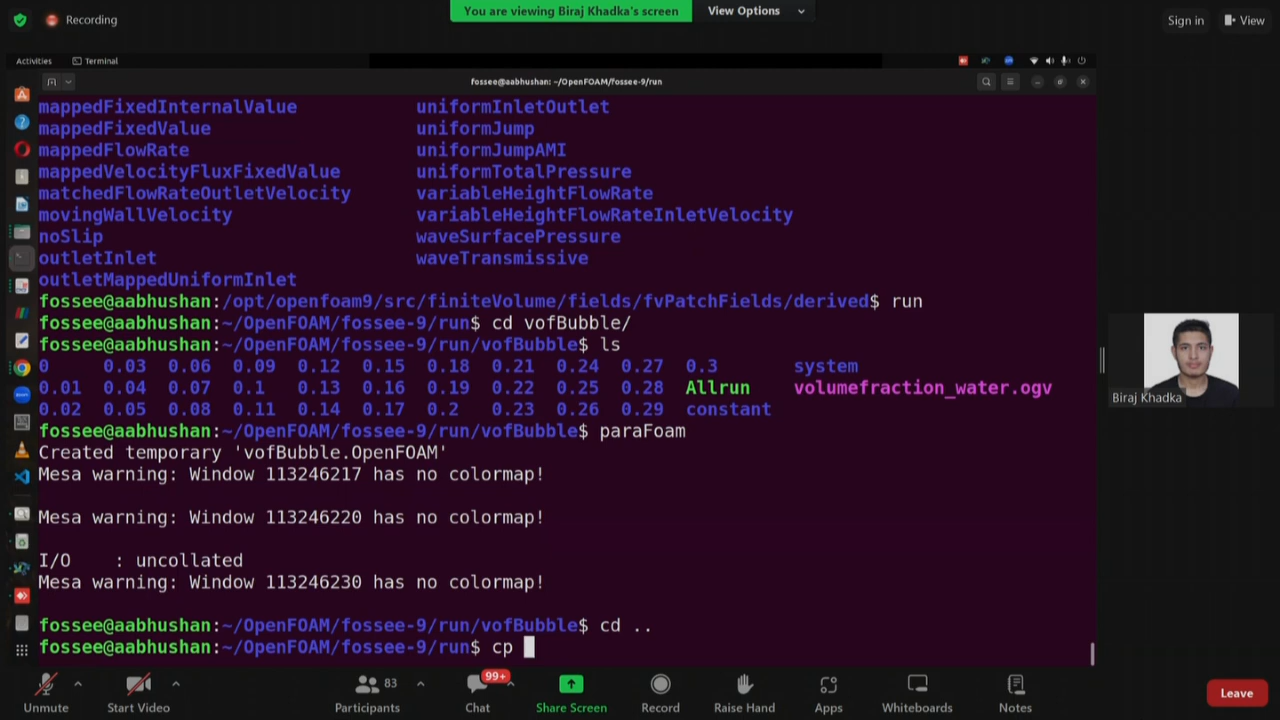 You are viewing Biraj Khadka's screen
View Options
Recording
Sign in
View
Activities
Terminal
fossee@aabhushan: ~/OpenFOAM/fossee-9/run
mappedFixedInternalValue uniformInletOutlet
mappedFixedValue uniformJump
mappedFlowRate uniformJumpAMI
mappedVelocityFluxFixedValue uniformTotalPressure
matchedFlowRateOutletVelocity variableHeightFlowRate
movingWallVelocity variableHeightFlowRateInletVelocity
noSlip waveSurfacePressure
outletInlet waveTransmissive
outletMappedUniformInlet
fossee@aabhushan:/opt/openfoam9/src/finiteVolume/fields/fvPatchFields/derived$ run
fossee@aabhushan:~/OpenFOAM/fossee-9/run$ cd vofBubble/
fossee@aabhushan:~/OpenFOAM/fossee-9/run/vofBubble$ ls
0 0.03 0.06 0.09 0.12 0.15 0.18 0.21 0.24 0.27 0.3 system
0.01 0.04 0.07 0.1 0.13 0.16 0.19 0.22 0.25 0.28 Allrun volumefraction_water.ogv
0.02 0.05 0.08 0.11 0.14 0.17 0.2 0.23 0.26 0.29 constant
fossee@aabhushan:~/OpenFOAM/fossee-9/run/vofBubble$ paraFoam
Created temporary 'vofBubble.OpenFOAM'
Mesa warning: Window 113246217 has no colormap!
Mesa warning: Window 113246220 has no colormap!
I/O : uncollated
Mesa warning: Window 113246230 has no colormap!
fossee@aabhushan:~/OpenFOAM/fossee-9/run/vofBubble$ cd ..
fossee@aabhushan:~/OpenFOAM/fossee-9/run$ cp
Biraj Khadka
99+
83
Unmute
Start Video
Participants
Chat
Share Screen
Record
Raise Hand
Apps
Whiteboards
Notes
Leave